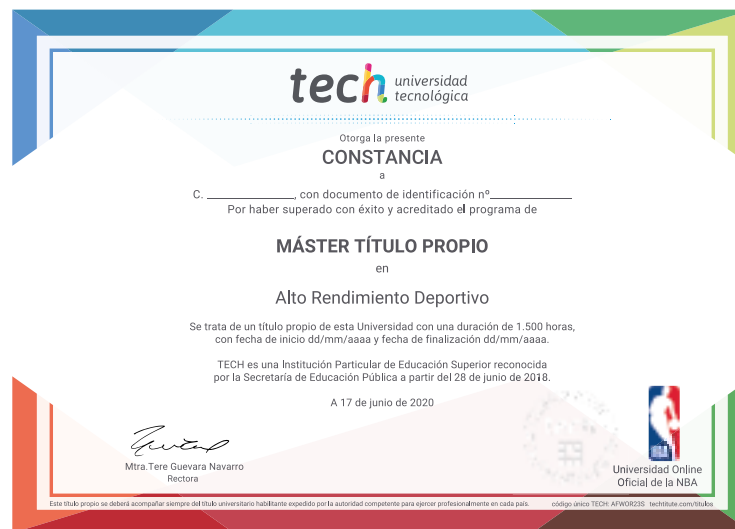 tech universidad
tecnológica
Otorga la presente
CONSTANCIA
a
C. ________________, con documento de identificación nº______________
Por haber superado con éxito y acreditado el programa de
MÁSTER TÍTULO PROPIO
en
Alto Rendimiento Deportivo
Se trata de un título propio de esta Universidad con una duración de 1.500 horas,
con fecha de inicio dd/mm/aaaa y fecha de finalización dd/mm/aaaa.
TECH es una Institución Particular de Educación Superior reconocida
por la Secretaría de Educación Pública a partir del 28 de junio de 2018.
A 17 de junio de 2020
Mtra.Tere Guevara Navarro
Rectora
Universidad Online
Oficial de la NBA
Este título propio se deberá acompañar siempre del título universitario habilitante expedido por la autoridad competente para ejercer profesionalmente en cada país. código único TECH: AFWOR23S techtitute.com/titulos